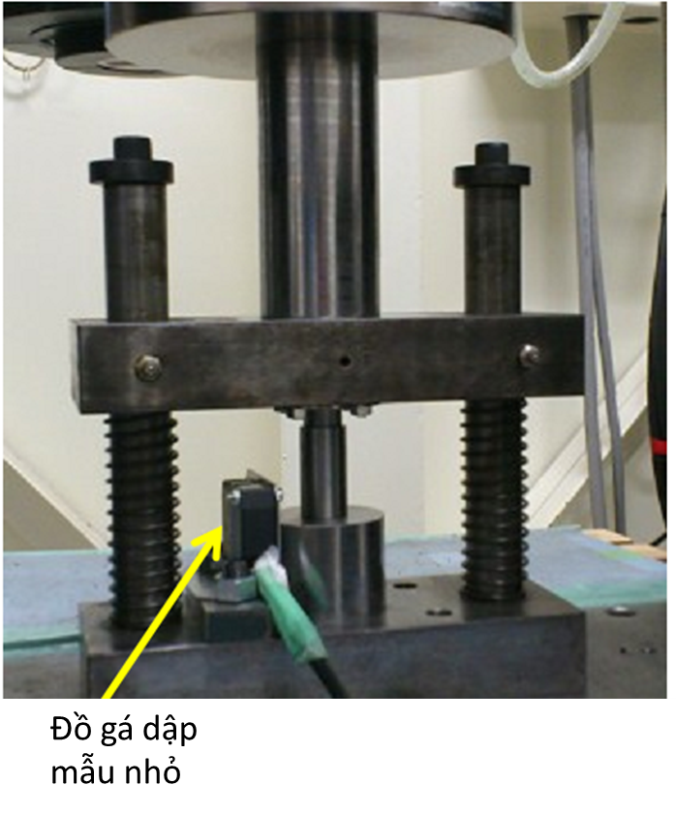 Đồ gá dập
mẫu nhỏ